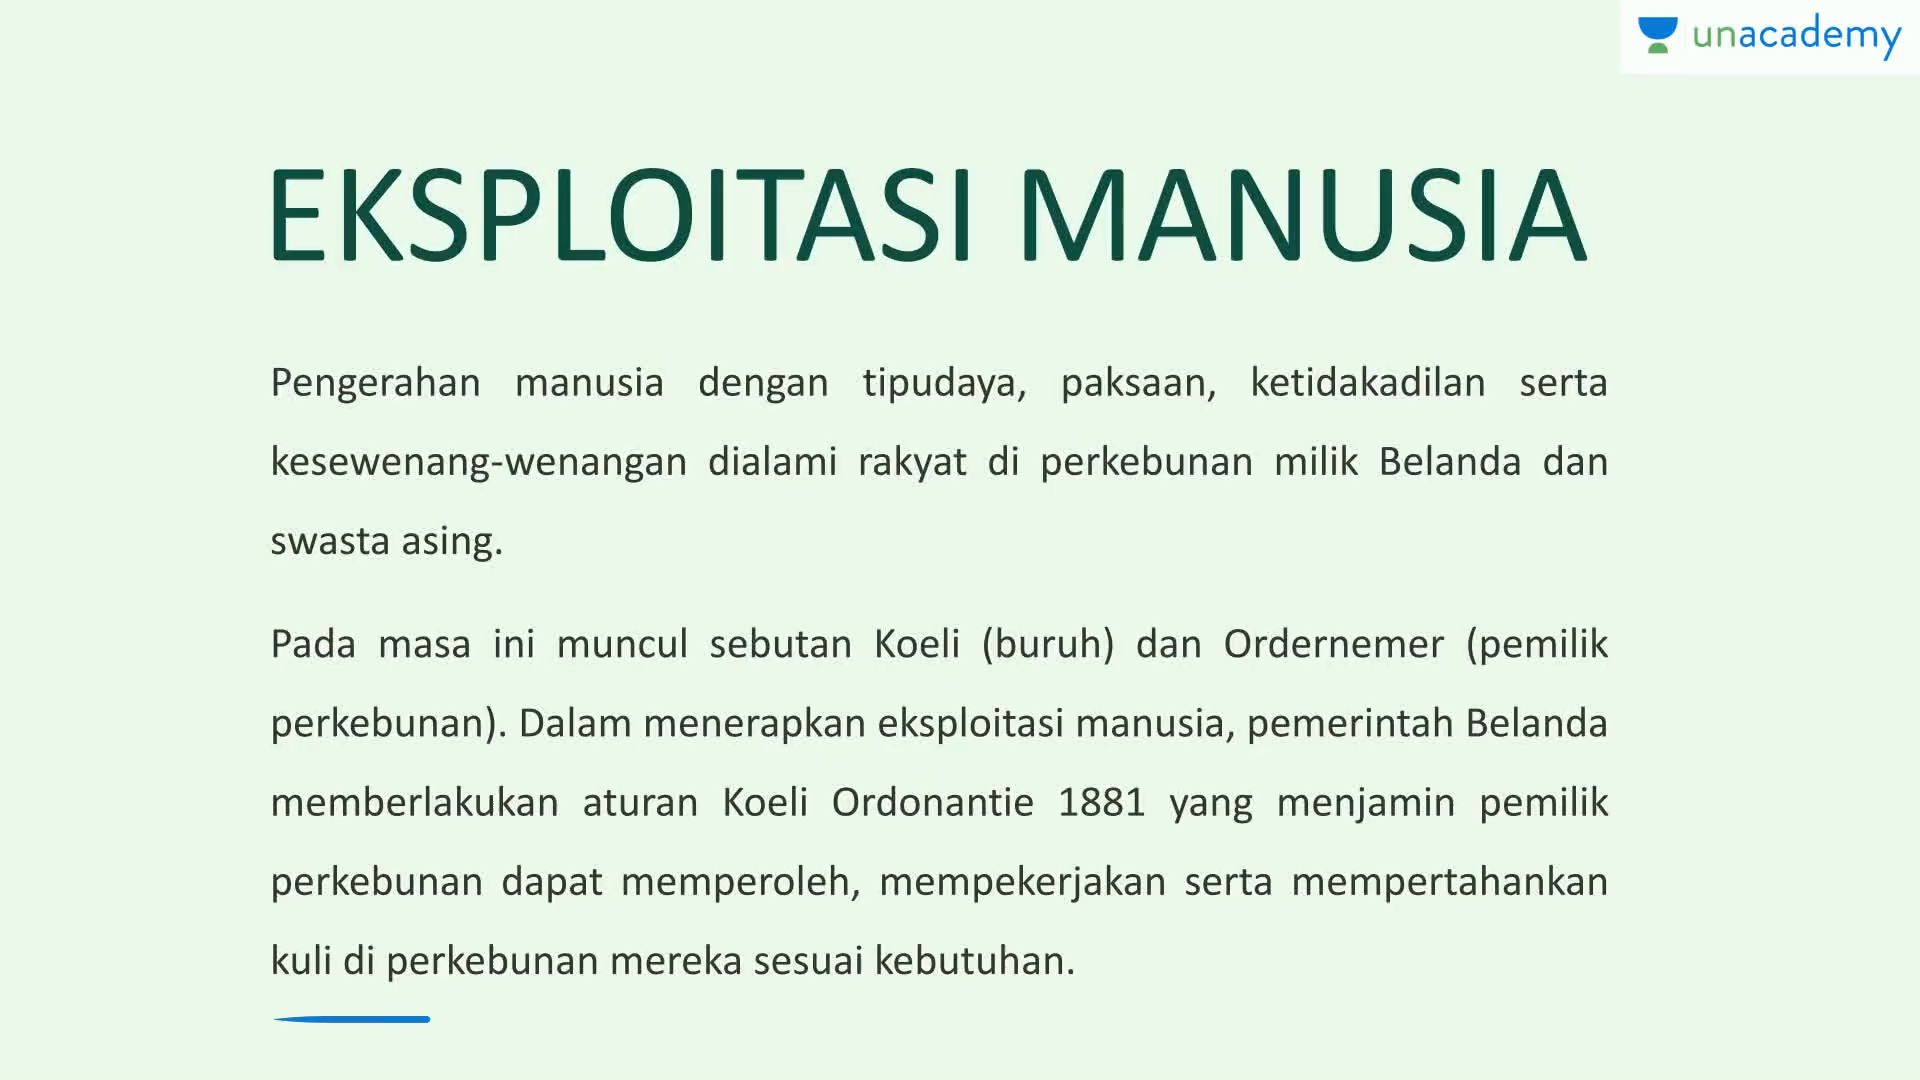 unacademy
EKSPLOITASI MANUSIA
Pengerahan manusia dengan tipudaya, paksaan, ketidakadilan serta
kesewenang-wenangan dialami rakyat di perkebunan milik Belanda dan
swasta asing.
Pada masa ini muncul sebutan Koeli (buruh) dan Ordernemer (pemilik
perkebunan). Dalam menerapkan eksploitasi manusia, pemerintah Belanda
memberlakukan aturan Koeli Ordonantie 1881 yang menjamin pemilik
perkebunan dapat memperoleh, mempekerjakan serta mempertahankan
kuli di perkebunan mereka sesuai kebutuhan.